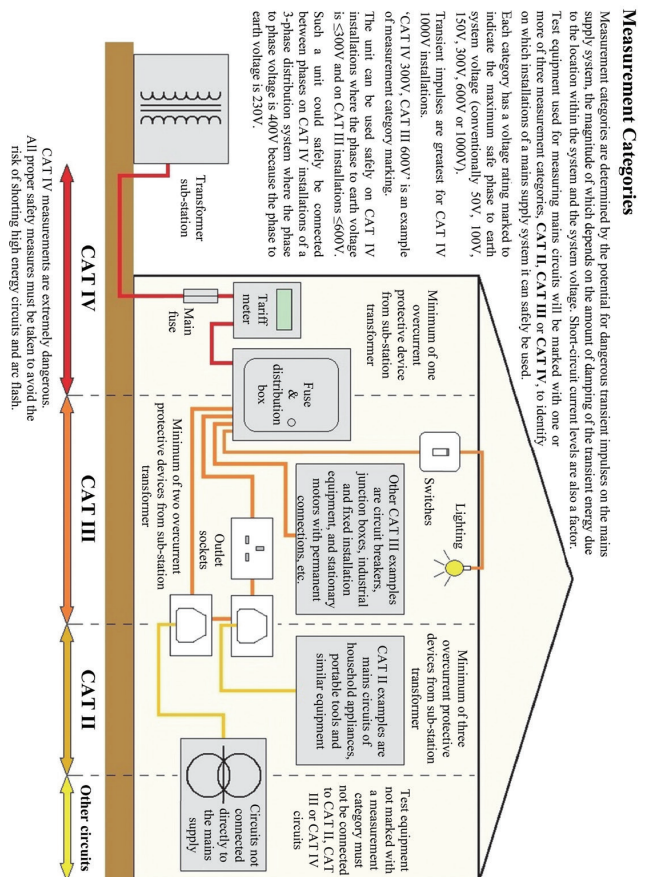 Measurement Categories
Measurement categories are determined by the potential for dangerous transient impulses on the mains
supply system, the magnitude of which depends on the amount of damping of the transient energy due
to the location within the system and the system voltage. Short-circuit current levels are also a factor.
Test equipment used for measuring mains circuits will be marked with one or
more of three measurement categories, CAT II, CAT III or CAT IV, to identify
on which installations of a mains supply system it can safely be used.
Each category has a voltage rating marked to
indicate the maximum safe phase to earth
system voltage (conventionally 50V, 100V,
150V, 300V, 600V or 1000V).
Transient impulses are greatest for CAT IV
1000V installations.
‘CAT IV 300V, CAT III 600V’ is an example
of measurement category marking.
The unit can be used safely on CAT IV
installations where the phase to earth voltage
is ≤300V and on CAT III installations ≤600V.
Such a unit could safely be connected
between phases on CAT IV installations of a
3-phase distribution system where the phase
to phase voltage is 400V because the phase to
earth voltage is 230V.
Transformer
sub-station
Minimum of one
overcurrent
protective device
from sub-station
transformer
Tariff
meter
Main
fuse
Fuse
&
distribution
box
Switches
Lighting
Other CAT III examples
are circuit breakers,
junction boxes, industrial
and fixed installation
equipment, and stationary
motors with permanent
connections, etc.
Outlet
sockets
Minimum of two overcurrent
protective devices from sub-station
transformer
Minimum of three
overcurrent protective
devices from sub-station
transformer
CAT II examples are
mains circuits of
household appliances,
portable tools and
similar equipment
Test equipment
not marked with
a measurement
category must
not be connected
to CAT II, CAT
III or CAT IV
circuits
Circuits not
connected
directly to
the mains
supply
CAT IV
CAT III
CAT II
Other circuits
CAT IV measurements are extremely dangerous.
All proper safety measures must be taken to avoid the
risk of shorting high energy circuits and arc flash.